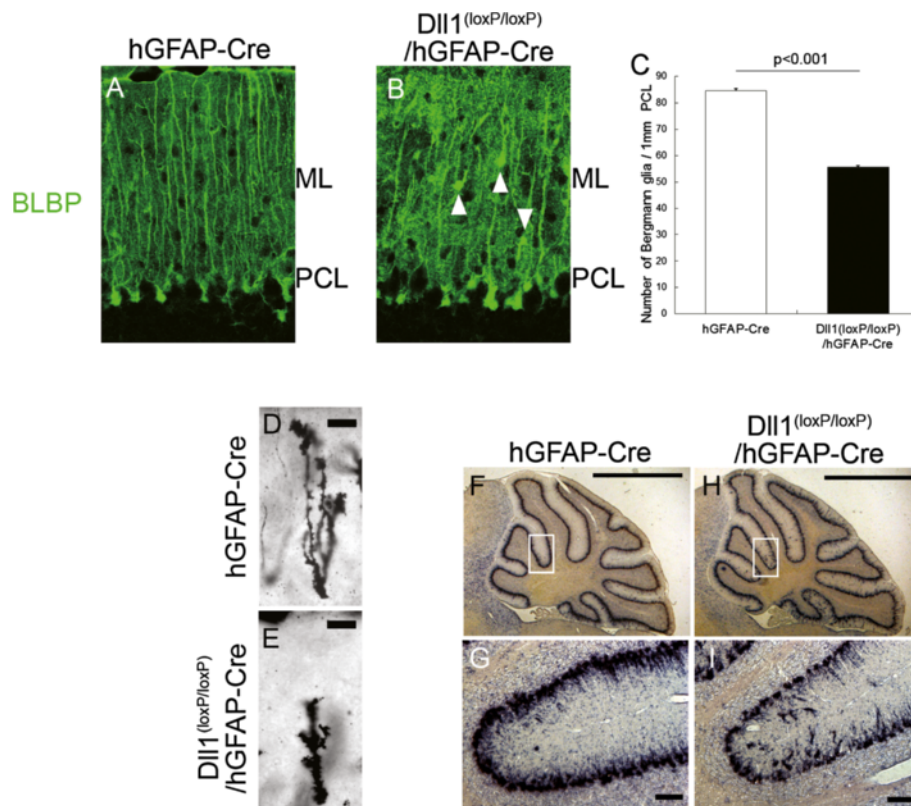 hGFAP-Cre
Dll1(loxP/loxP)
/hGFAP-Cre
A
B
BLBP
ML
PCL
ML
PCL
C
p<0.001
Number of Bergmann glia / 1mm PCL
90
80
70
60
50
40
30
20
10
0
hGFAP-Cre
Dll1(loxP/loxP)
/hGFAP-Cre
D
hGFAP-Cre
E
Dll1(loxP/loxP)
/hGFAP-Cre
hGFAP-Cre
Dll1(loxP/loxP)
/hGFAP-Cre
F
H
G
I